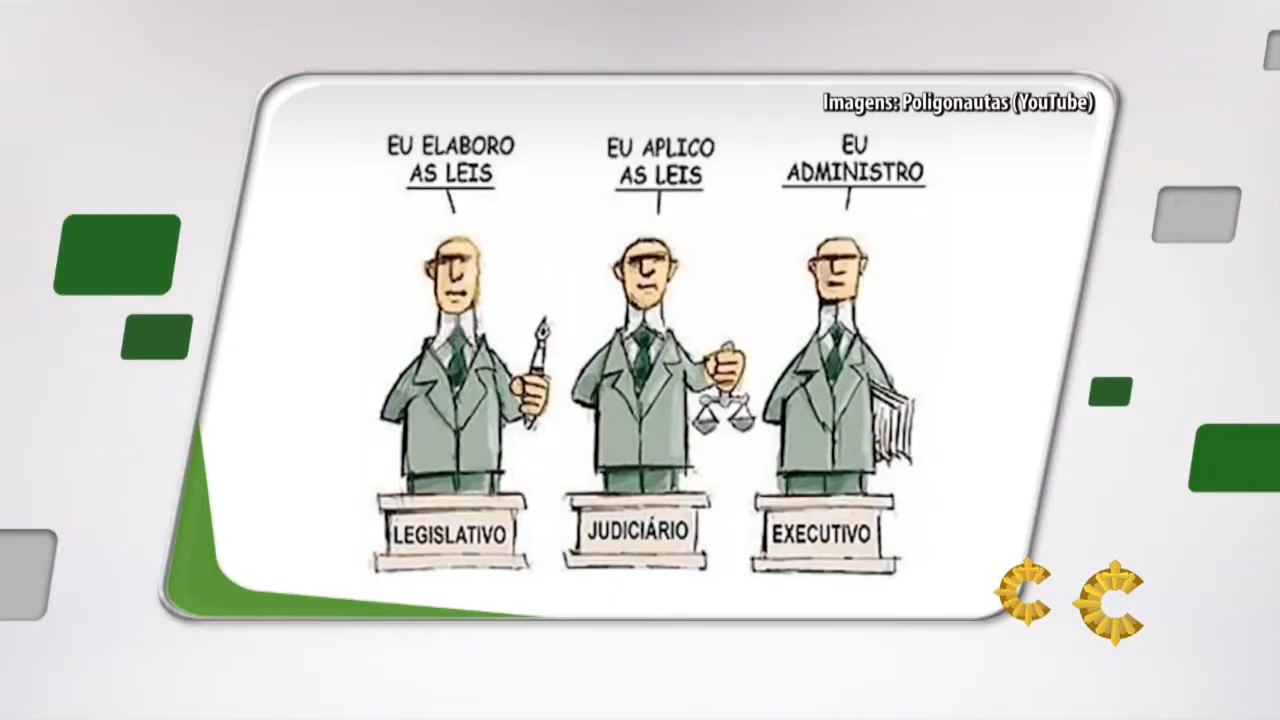 Imagens: Poligonautas (YouTube)
EU ELABORO
AS LEIS
EU APLICO
AS LEIS
EU
ADMINISTRO
LEGISLATIVO
JUDICIÁRIO
EXECUTIVO